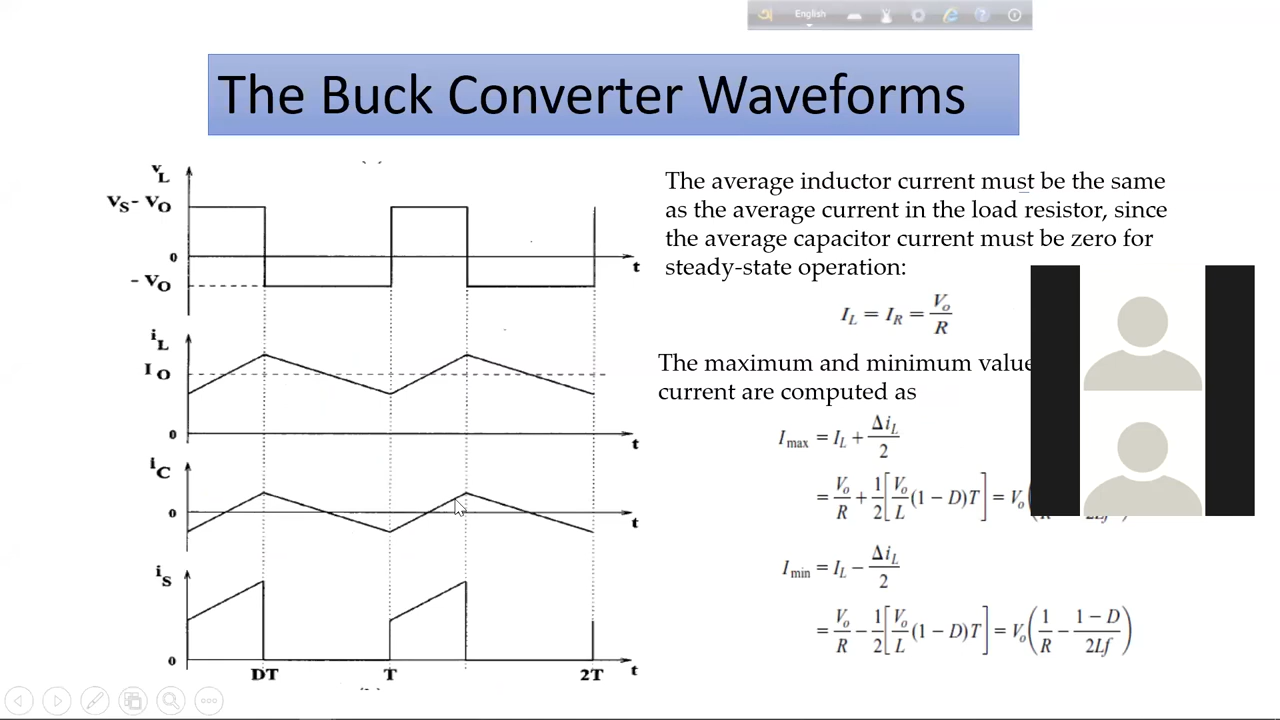 English
The Buck Converter Waveforms
The average inductor current must be the same
as the average current in the load resistor, since
the average capacitor current must be zero for
steady-state operation:
I_L = I_R = V_o / R
The maximum and minimum value
current are computed as
I_max = I_L + Δi_L / 2
= V_o / R + 1/2 [V_o / L (1 − D)T] = V_o (
I_min = I_L − Δi_L / 2
= V_o / R − 1/2 [V_o / L (1 − D)T] = V_o (1 / R − (1 − D) / 2Lf)
v_L
V_S - V_O
0
t
- V_O
i_L
I_O
0
t
i_C
0
t
i_S
0
DT
T
2T
t